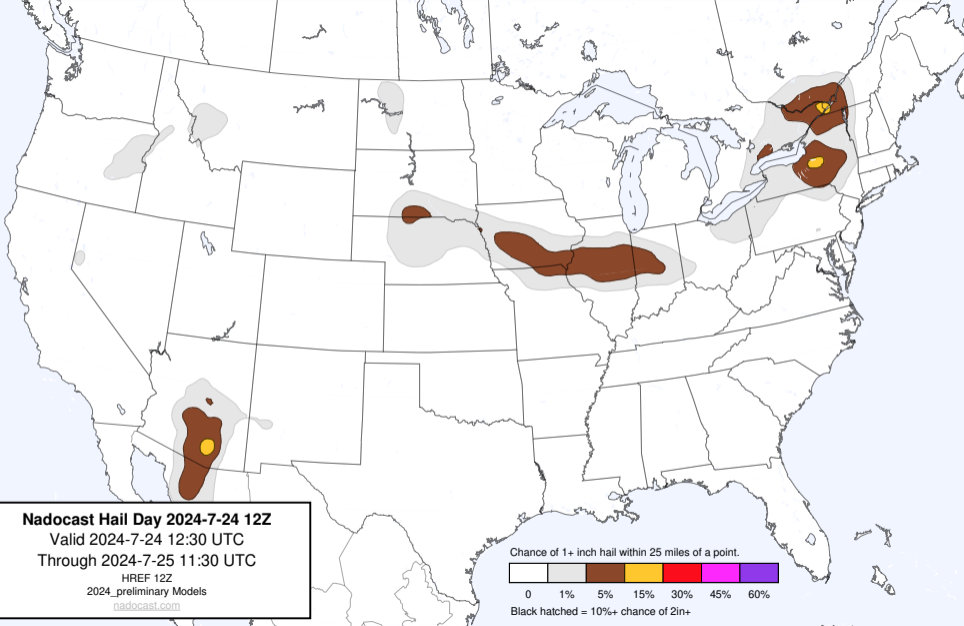 Nadocast Hail Day 2024-7-24 12Z
Valid 2024-7-24 12:30 UTC
Through 2024-7-25 11:30 UTC
HREF 12Z
2024_preliminary Models
nadocast.com
Chance of 1+ inch hail within 25 miles of a point.
0 1% 5% 15% 30% 45% 60%
Black hatched = 10%+ chance of 2in+